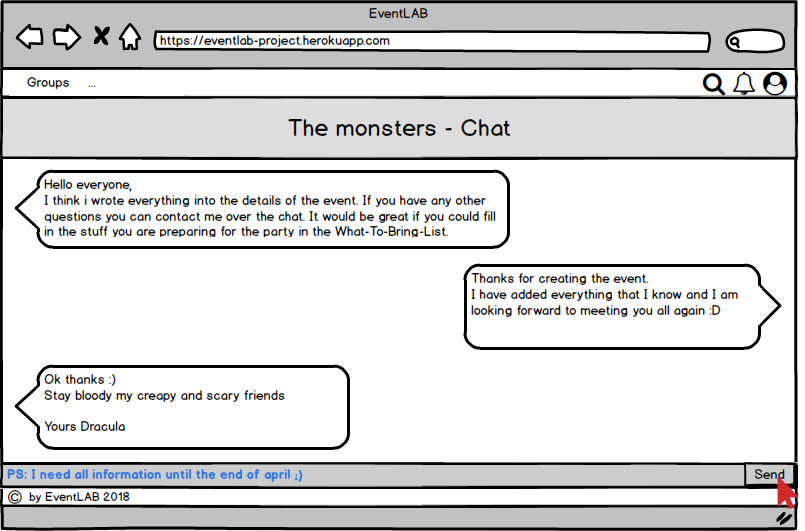 EventLAB
https://eventlab-project.herokuapp.com
Groups ...
The monsters - Chat
Hello everyone,
I think i wrote everything into the details of the event. If you have any other
questions you can contact me over the chat. It would be great if you could fill
in the stuff you are preparing for the party in the What-To-Bring-List.
Thanks for creating the event.
I have added everything that I know and I am
looking forward to meeting you all again :D
Ok thanks :)
Stay bloody my creapy and scary friends
Yours Dracula
PS: I need all information until the end of april ;)
Send
© by EventLAB 2018